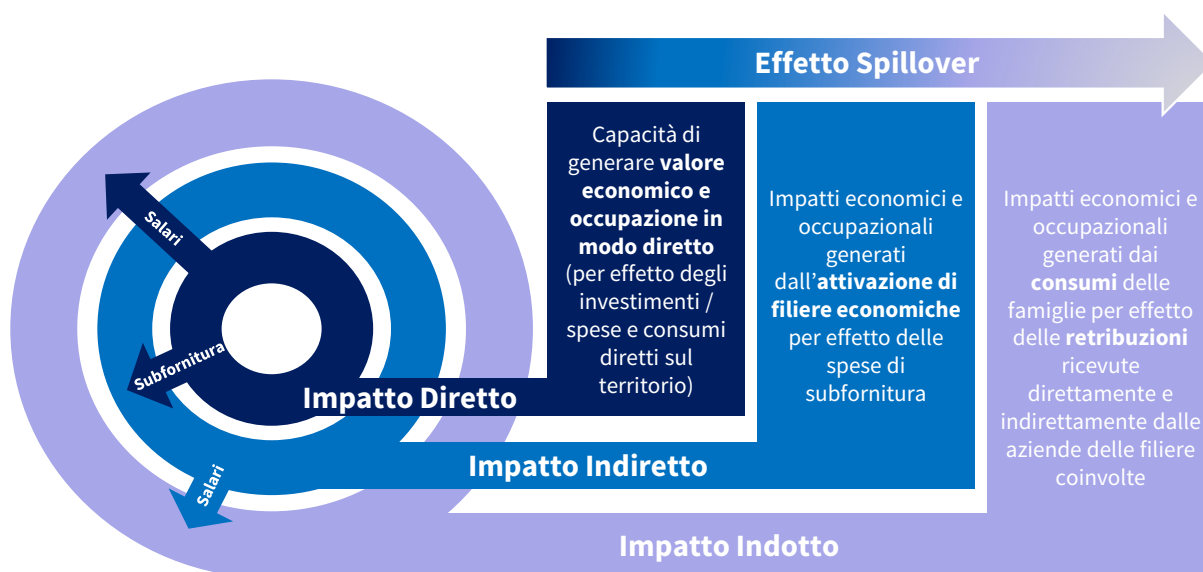 Effetto Spillover
Capacità di
generare valore
economico e
occupazione in
modo diretto
(per effetto degli
investimenti /
spese e consumi
diretti sul
territorio)
Impatti economici e
occupazionali
generati
dall'attivazione di
filiere economiche
per effetto delle
spese di
subfornitura
Impatti economici e
occupazionali
generati dai
consumi delle
famiglie per effetto
delle retribuzioni
ricevute
direttamente e
indirettamente dalle
aziende delle filiere
coinvolte
Salari
Subfornitura
Salari
Impatto Diretto
Impatto Indiretto
Impatto Indotto